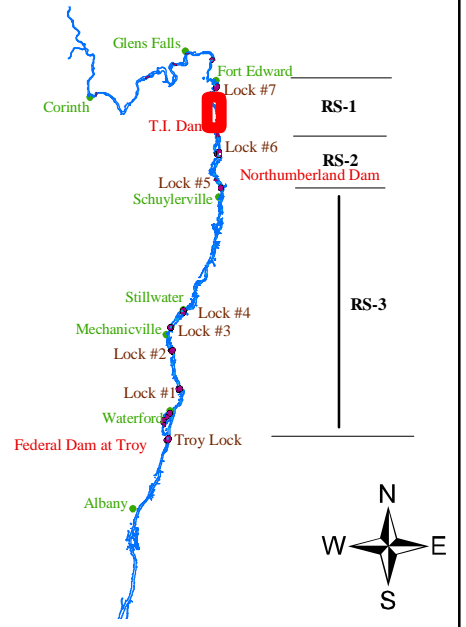 Glens Falls
Fort Edward
Lock #7
Corinth
RS-1
T.I. Dam
Lock #6
RS-2
Northumberland Dam
Lock #5
Schuylerville
Stillwater
RS-3
Lock #4
Mechanicville
Lock #3
Lock #2
Lock #1
Waterford
Federal Dam at Troy
Troy Lock
Albany
N
W
E
S